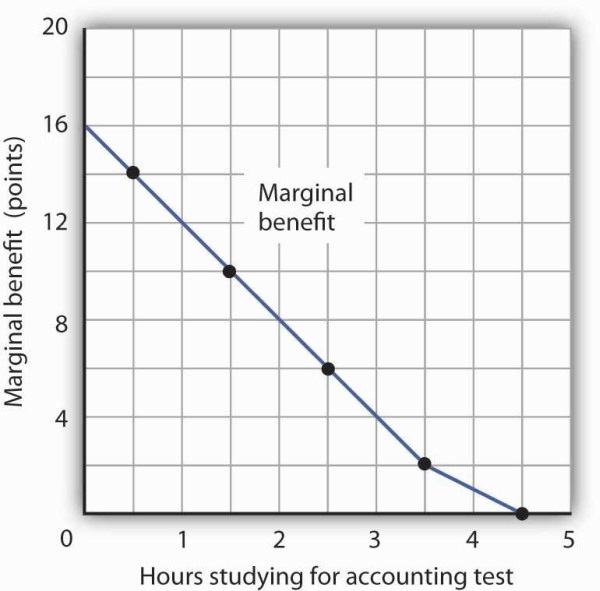 Marginal benefit (points)
20
16
12
8
4
0
Marginal
benefit
1 2 3 4 5
Hours studying for accounting test